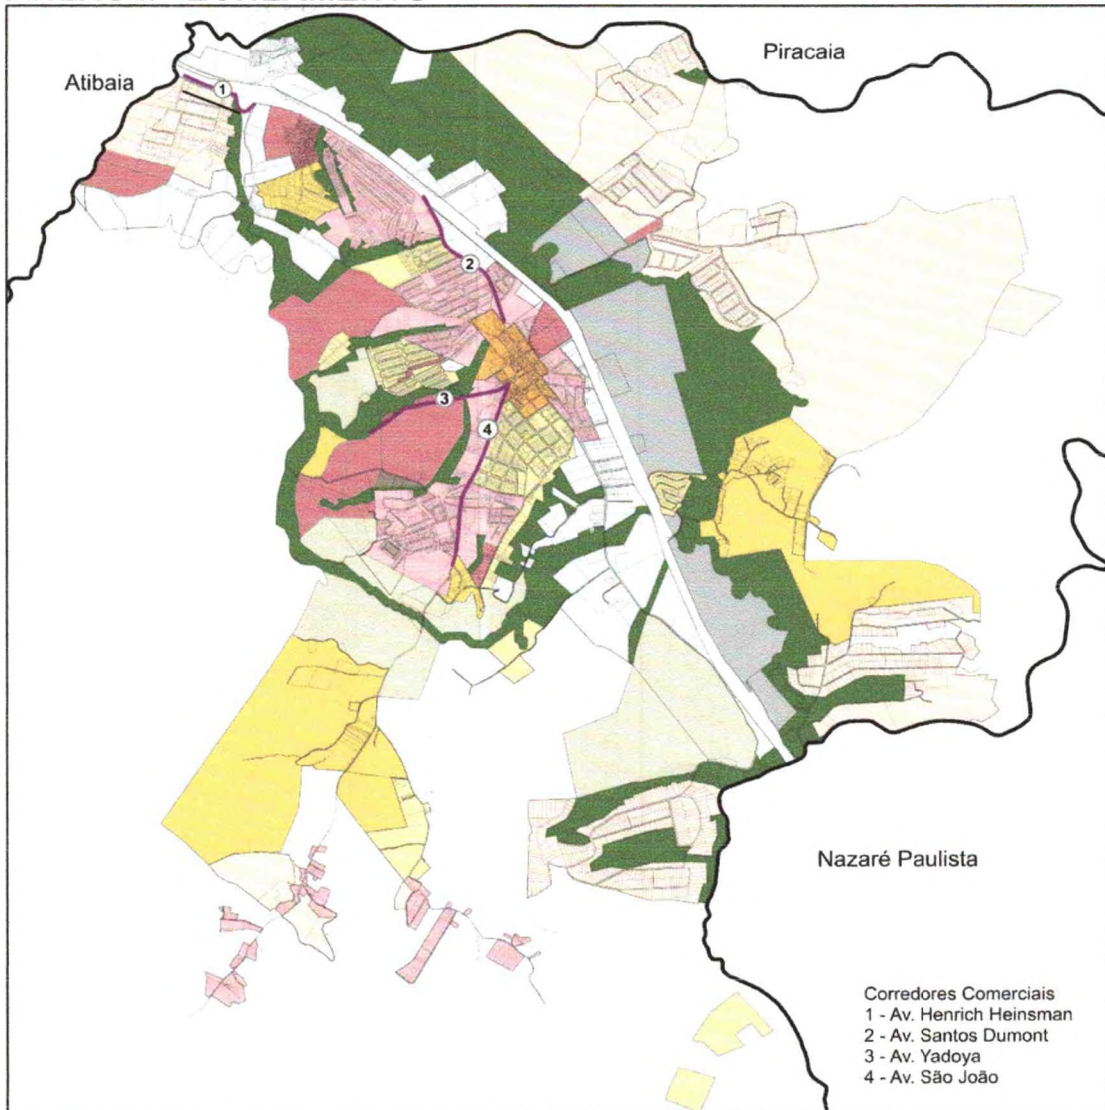 Piracaia
Atibaia
1
2
3
4
Nazaré Paulista
Corredores Comerciais
1 - Av. Henrich Heinsman
2 - Av. Santos Dumont
3 - Av. Yadoya
4 - Av. São João